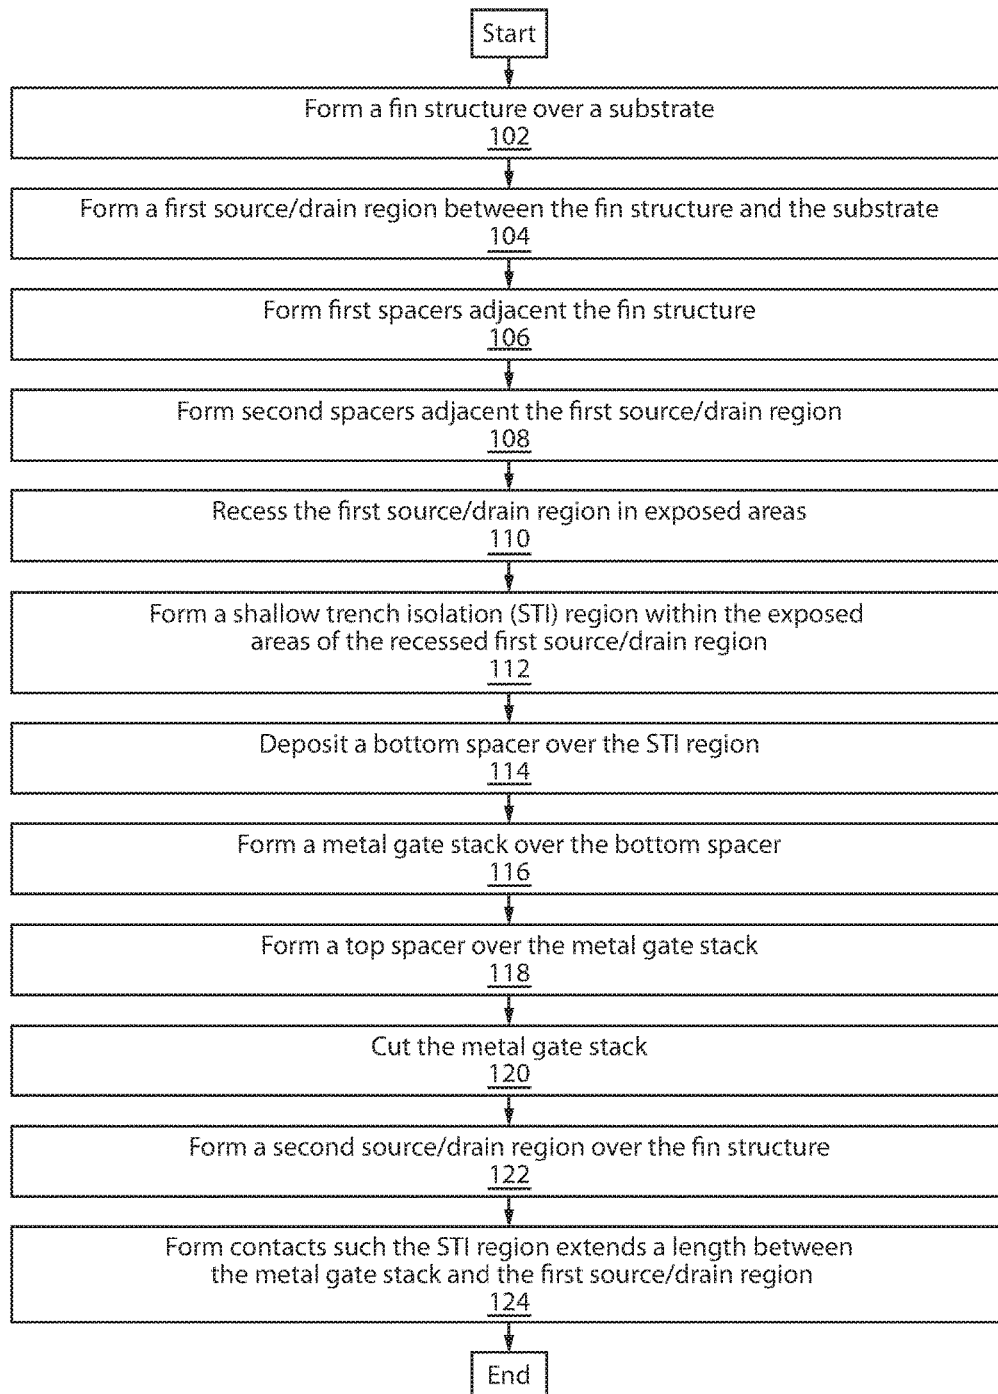 Start
Form a fin structure over a substrate
102
Form a first source/drain region between the fin structure and the substrate
104
Form first spacers adjacent the fin structure
106
Form second spacers adjacent the first source/drain region
108
Recess the first source/drain region in exposed areas
110
Form a shallow trench isolation (STI) region within the exposed
areas of the recessed first source/drain region
112
Deposit a bottom spacer over the STI region
114
Form a metal gate stack over the bottom spacer
116
Form a top spacer over the metal gate stack
118
Cut the metal gate stack
120
Form a second source/drain region over the fin structure
122
Form contacts such the STI region extends a length between
the metal gate stack and the first source/drain region
124
End